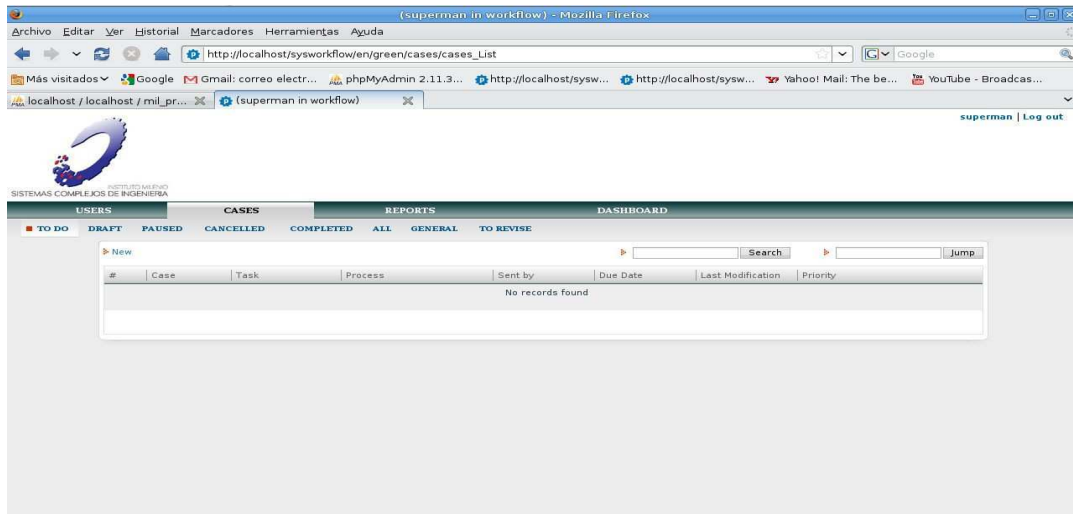 (superman in workflow) - Mozilla Firefox
Archivo Editar Ver Historial Marcadores Herramientas Ayuda
http://localhost/sysworkflow/en/green/cases/cases_List
G Google
Más visitados Google Gmail: correo electr... phpMyAdmin 2.11.3... http://localhost/sysw... http://localhost/sysw... Yahoo! Mail: The be... YouTube - Broadcas...
localhost / localhost / mil_pr... (superman in workflow)
superman | Log out
INSTITUTO MILENIO
SISTEMAS COMPLEJOS DE INGENIERIA
USERS CASES REPORTS DASHBOARD
TO DO DRAFT PAUSED CANCELLED COMPLETED ALL GENERAL TO REVISE
New Search Jump
# Case Task Process Sent by Due Date Last Modification Priority
No records found